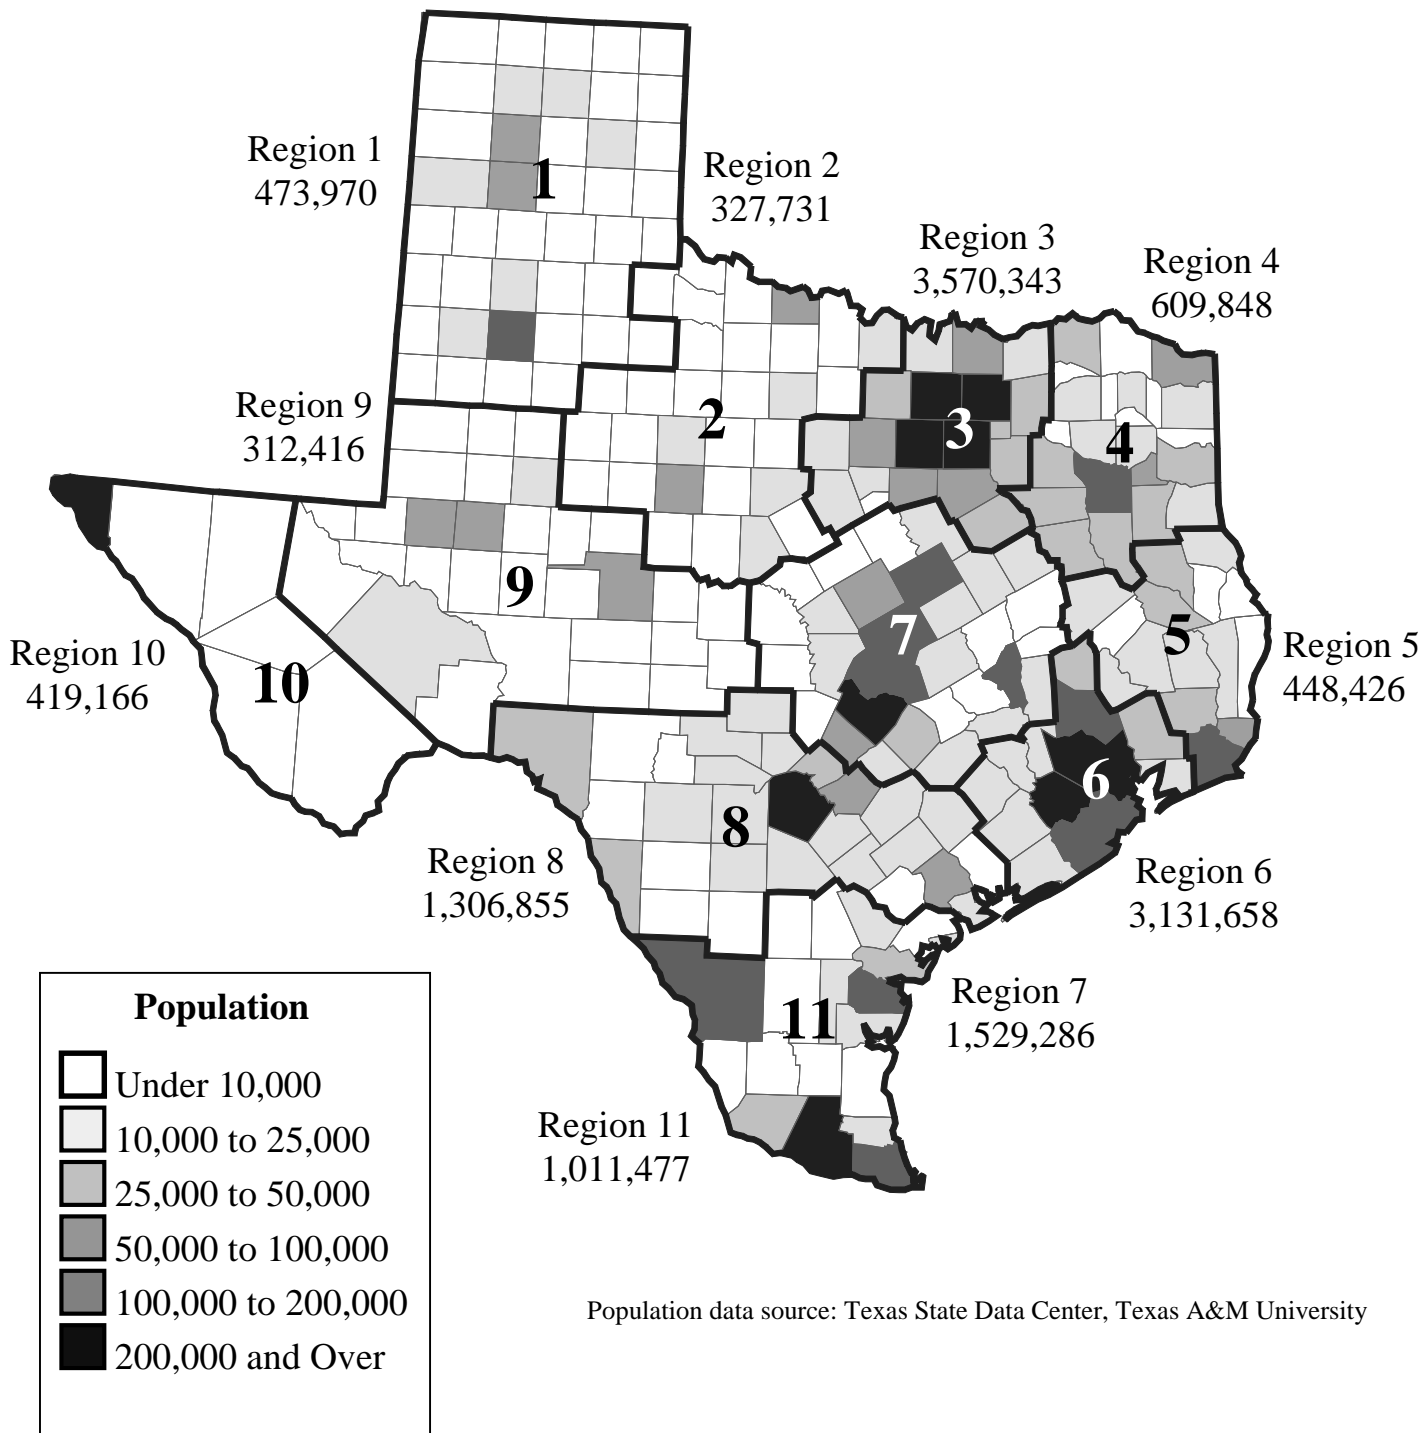 Region 1
473,970
Region 2
327,731
Region 3
3,570,343
Region 4
609,848
Region 9
312,416
Region 10
419,166
Region 5
448,426
Region 8
1,306,855
Region 6
3,131,658
Region 7
1,529,286
Region 11
1,011,477
1
2
3
4
9
7
5
10
6
8
11
Population
Under 10,000
10,000 to 25,000
25,000 to 50,000
50,000 to 100,000
100,000 to 200,000
200,000 and Over
Population data source: Texas State Data Center, Texas A&M University